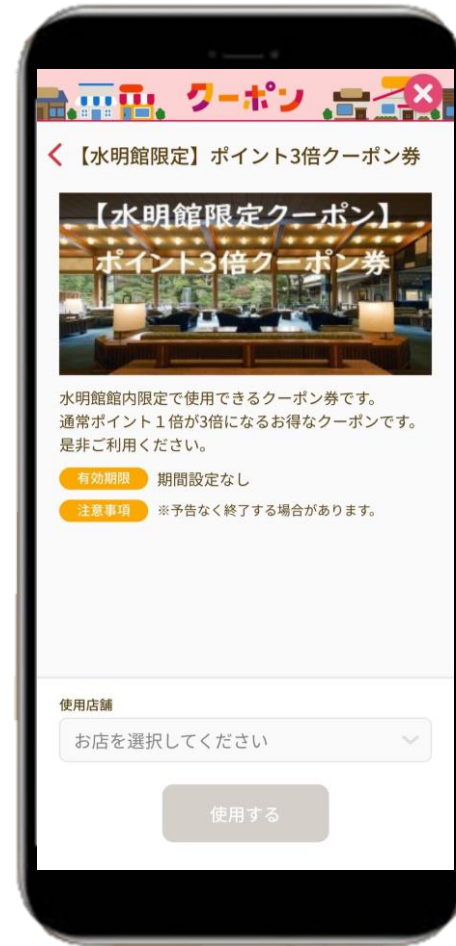 クーポン
【水明館限定】ポイント3倍クーポン券
【水明館限定クーポン】
ポイント3倍クーポン券
水明館館内限定で使用できるクーポン券です。
通常ポイント１倍が3倍になるお得なクーポンです。
是非ご利用ください。
有効期限 期間設定なし
注意事項 ※予告なく終了する場合があります。
使用店舗
お店を選択してください
使用する